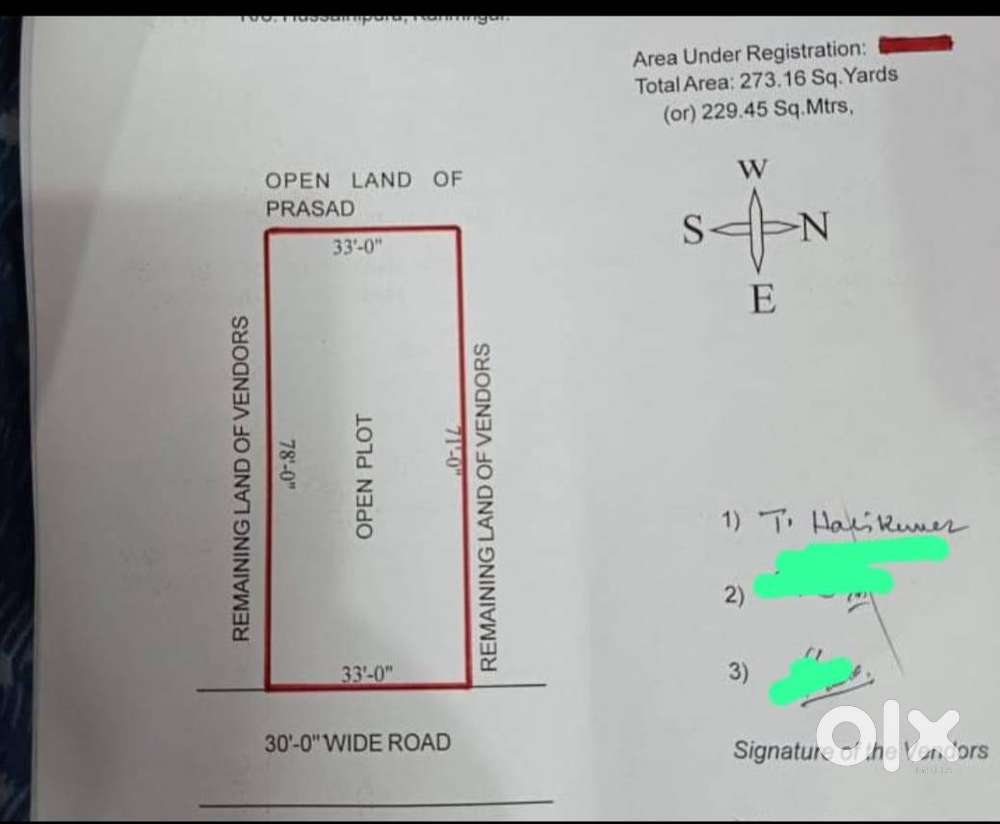 Area Under Registration:
Total Area: 273.16 Sq.Yards
(or) 229.45 Sq.Mtrs,
W
S N
E
OPEN LAND OF
PRASAD
33'-0"
REMAINING LAND OF VENDORS
78'-0"
OPEN PLOT
71'-0"
REMAINING LAND OF VENDORS
33'-0"
30'-0" WIDE ROAD
1) T.
2)
3)
Signature of the Vendors
olx